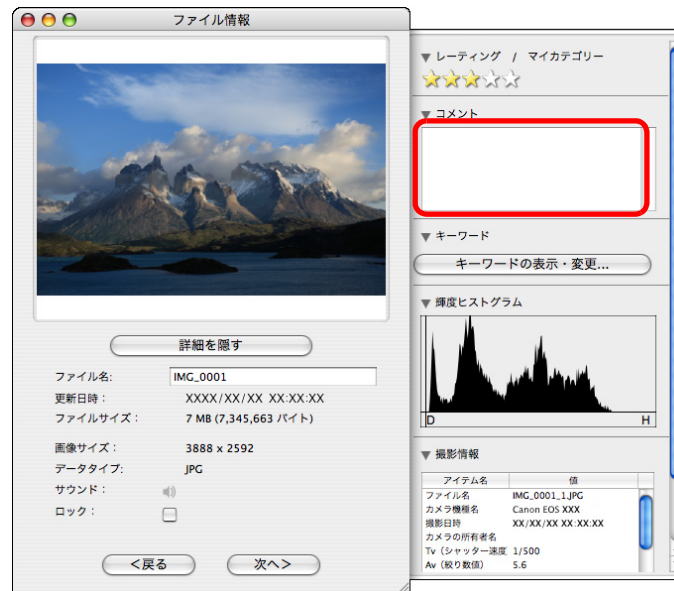 ファイル情報
詳細を隠す
ファイル名: IMG_0001
更新日時： XXXX/XX/XX XX:XX:XX
ファイルサイズ： 7 MB (7,345,663 バイト)
画像サイズ： 3888 x 2592
データタイプ: JPG
サウンド：
ロック：
<戻る 次へ>
レーティング / マイカテゴリー
コメント
キーワード
キーワードの表示・変更...
輝度ヒストグラム
D H
撮影情報
アイテム名 値
ファイル名 IMG_0001_1.JPG
カメラ機種名 Canon EOS XXX
撮影日時 XX/XX/XX XX:XX:XX
カメラの所有者名
Tv（シャッター速度 1/500
Av（絞り数値） 5.6